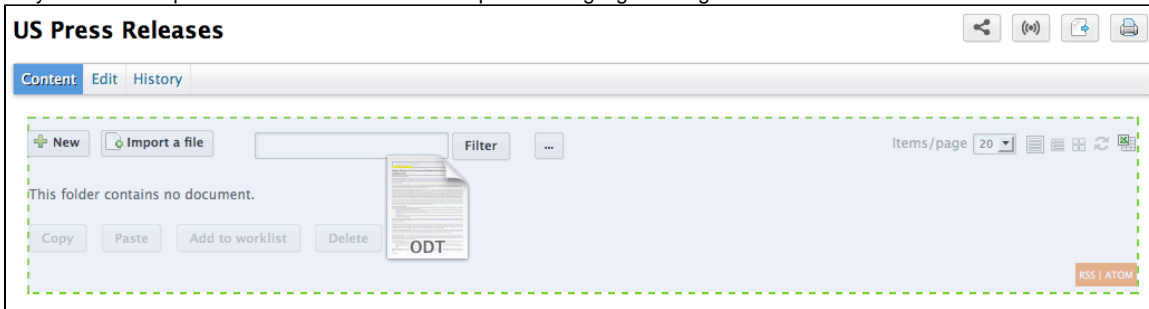 US Press Releases
Content Edit History
New Import a file Filter ... Items/page 20
This folder contains no document.
Copy Paste Add to worklist Delete ODT
RSS | ATOM